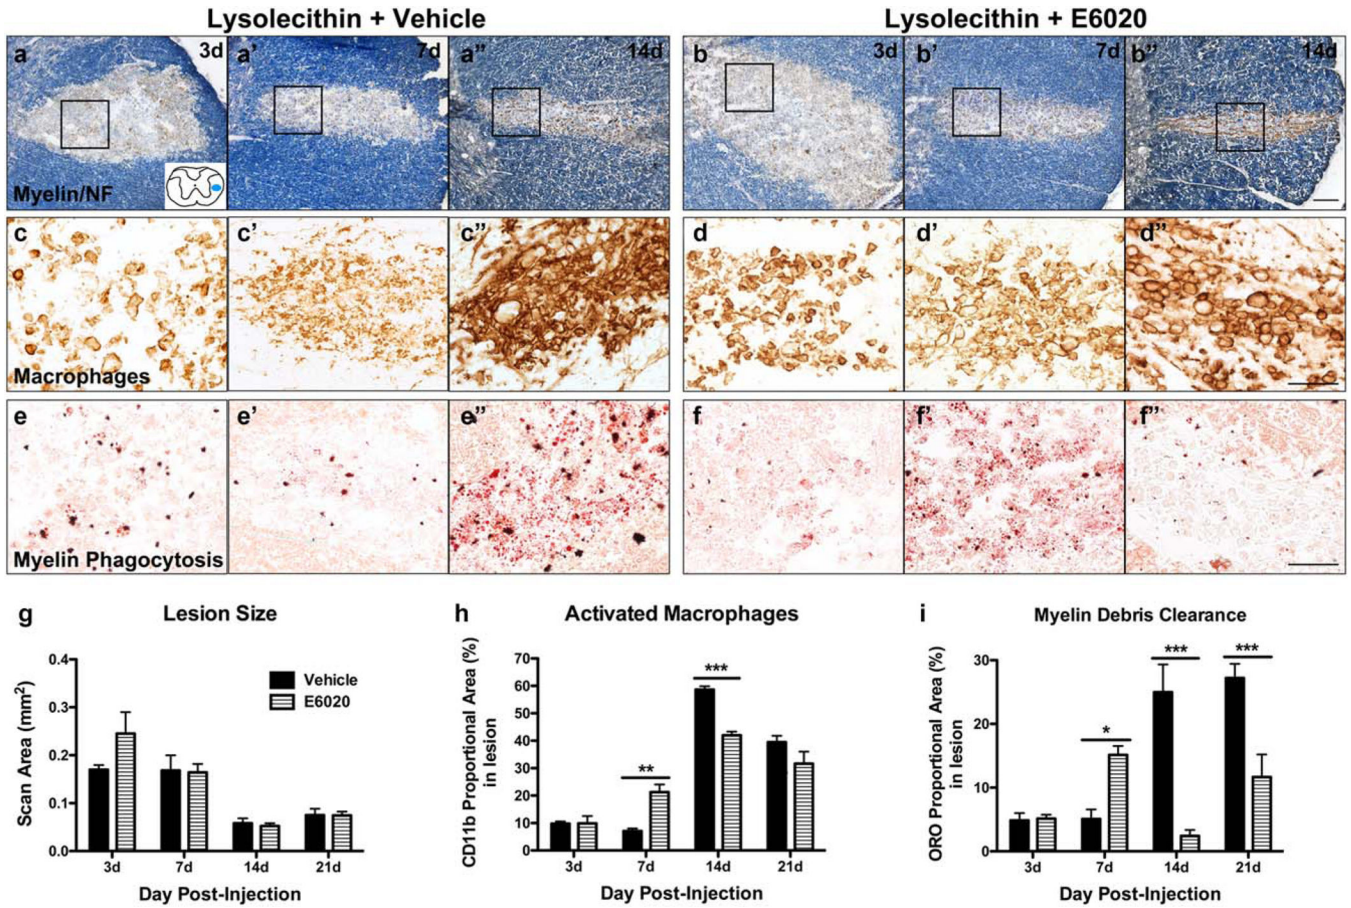 Lysolecithin + Vehicle
Lysolecithin + E6020
a 3d a' 7d a" 14d b 3d b' 7d b" 14d
Myelin/NF
c c' c" d d' d"
Macrophages
e e' e" f f' f"
Myelin Phagocytosis
g Lesion Size
Scan Area (mm²)
0.4
0.3
0.2
0.1
0.0
Vehicle
E6020
3d 7d 14d 21d
Day Post-Injection
h Activated Macrophages
CD11b Proportional Area (%)
in lesion
70
60
50
40
30
20
10
0
**
***
3d 7d 14d 21d
Day Post-Injection
i Myelin Debris Clearance
ORO Proportional Area (%)
in lesion
30
20
10
0
*
***
***
3d 7d 14d 21d
Day Post-Injection